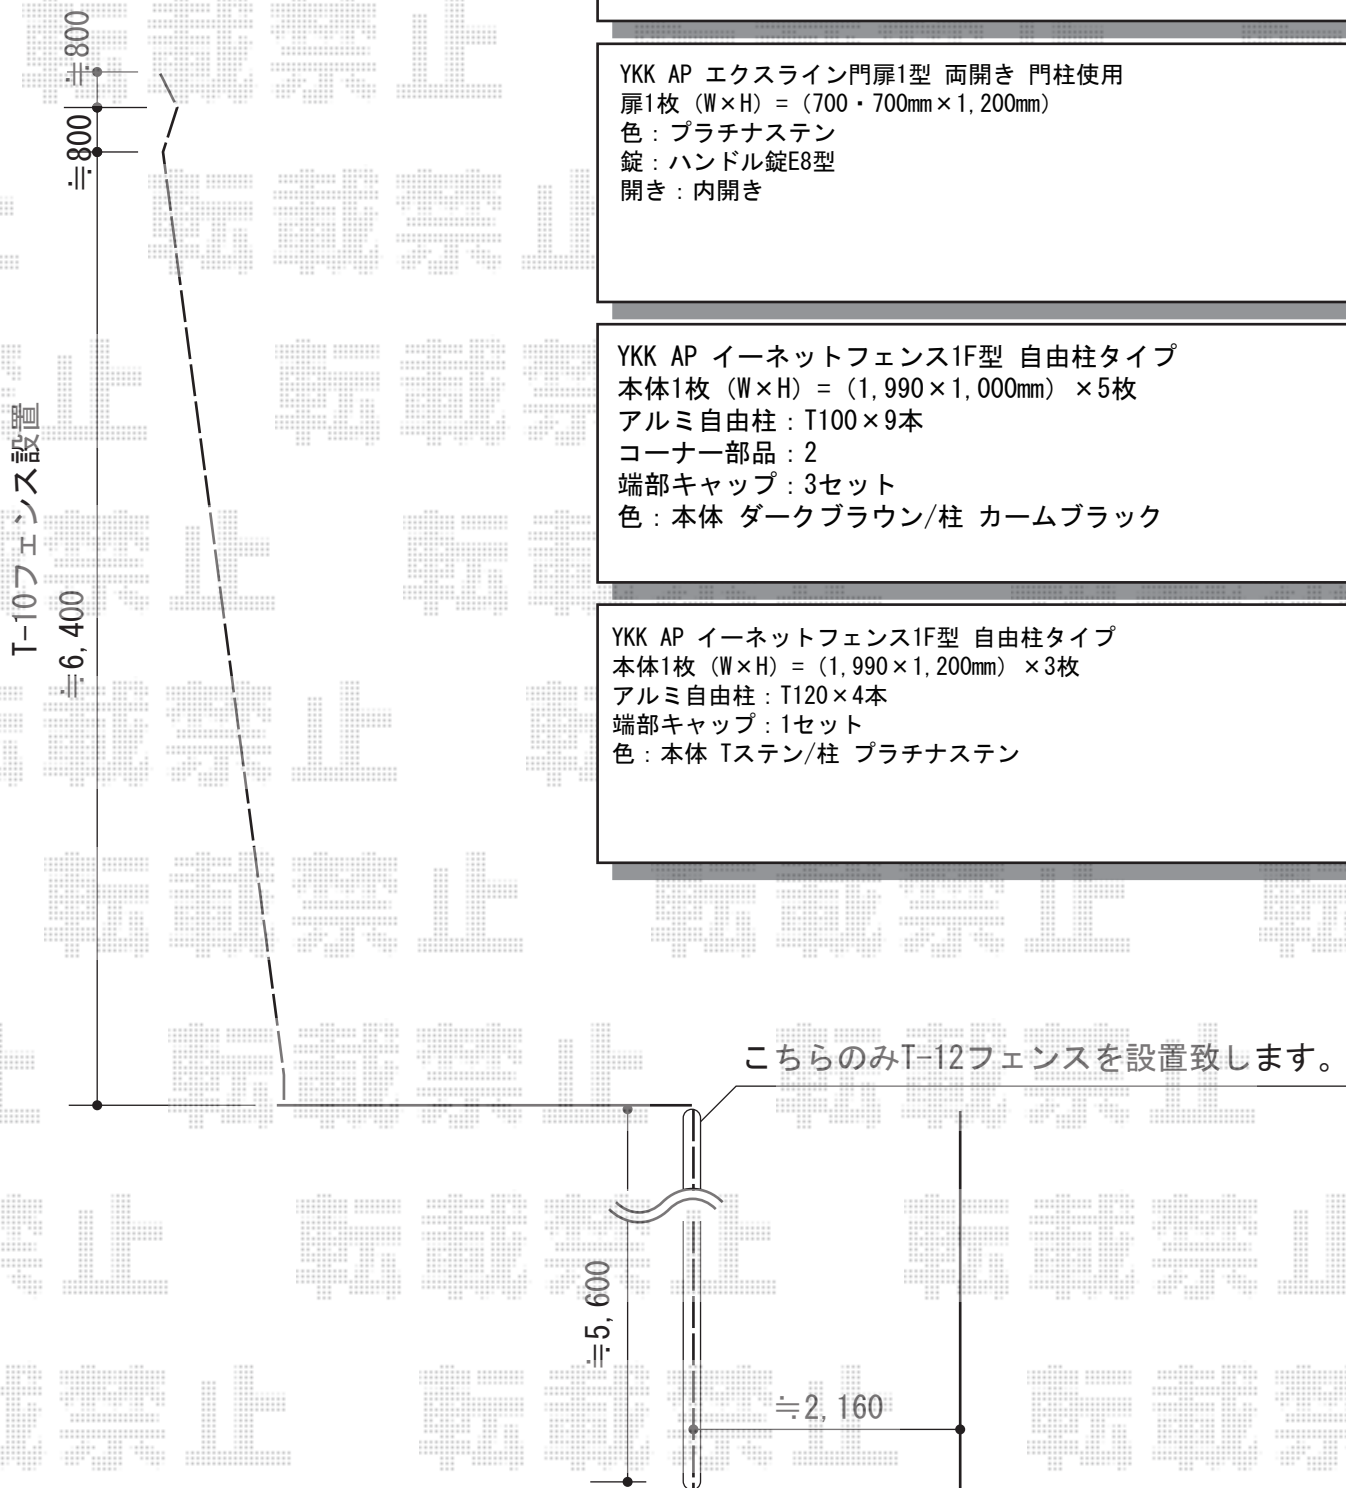 ≒800
≒800
T-10フェンス設置
≒6,400
YKK AP エクスライン門扉1型 両開き 門柱使用
扉1枚（W×H）=（700・700mm×1,200mm）
色：プラチナステン
錠：ハンドル錠E8型
開き：内開き
YKK AP イーネットフェンス1F型 自由柱タイプ
本体1枚（W×H）=（1,990×1,000mm）×5枚
アルミ自由柱：T100×9本
コーナー部品：2
端部キャップ：3セット
色：本体 ダークブラウン/柱 カームブラック
YKK AP イーネットフェンス1F型 自由柱タイプ
本体1枚（W×H）=（1,990×1,200mm）×3枚
アルミ自由柱：T120×4本
端部キャップ：1セット
色：本体 Tステン/柱 プラチナステン
こちらのみT-12フェンスを設置致します。
≒5,600
≒2,160
転載禁止